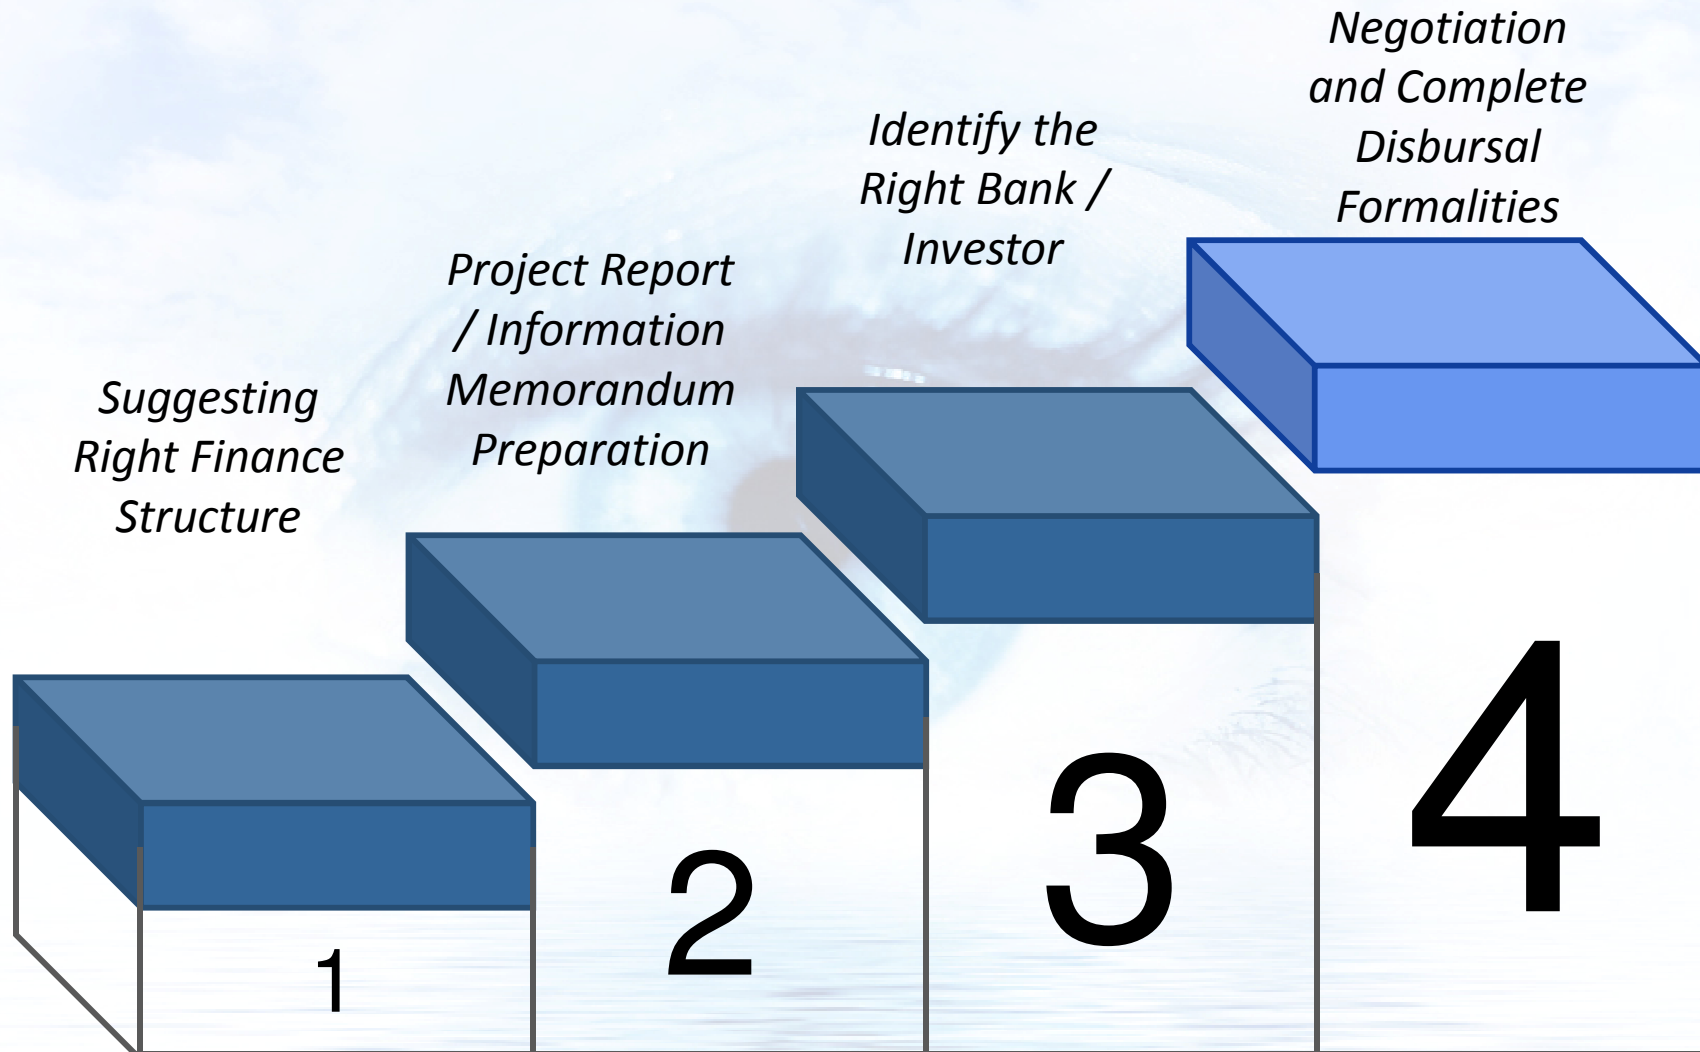 Suggesting
Right Finance
Structure
1
Project Report
/ Information
Memorandum
Preparation
2
Identify the
Right Bank /
Investor
3
Negotiation
and Complete
Disbursal
Formalities
4